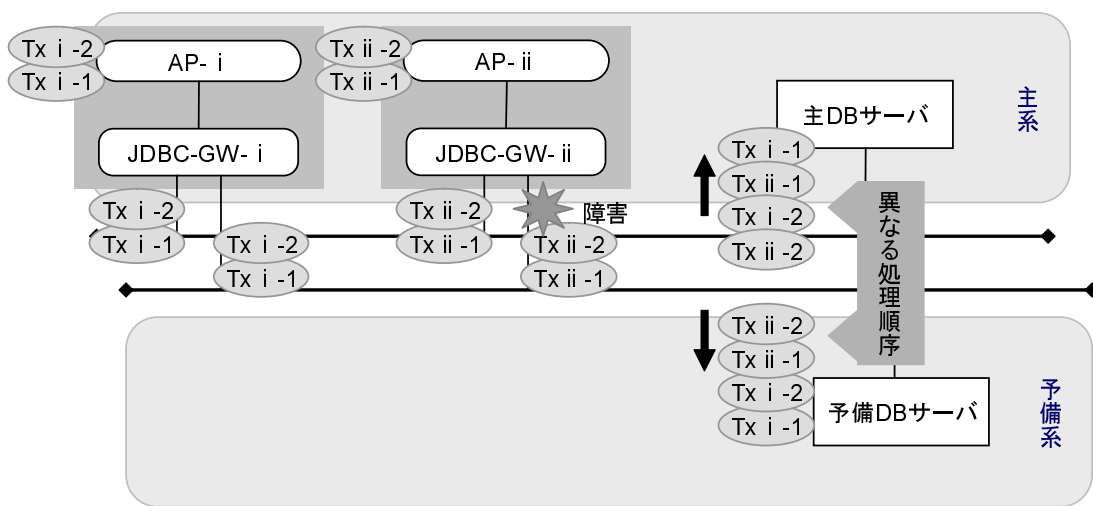 Tx i -2
Tx i -1
AP- i
JDBC-GW- i
Tx ii -2
Tx ii -1
AP- ii
JDBC-GW- ii
主DBサーバ
主系
Tx i -2
Tx i -1
Tx i -2
Tx i -1
Tx ii -2
Tx ii -1
障害
Tx ii -2
Tx ii -1
Tx i -1
Tx ii -1
Tx i -2
Tx ii -2
異なる処理順序
Tx ii -2
Tx ii -1
Tx i -2
Tx i -1
予備DBサーバ
予備系